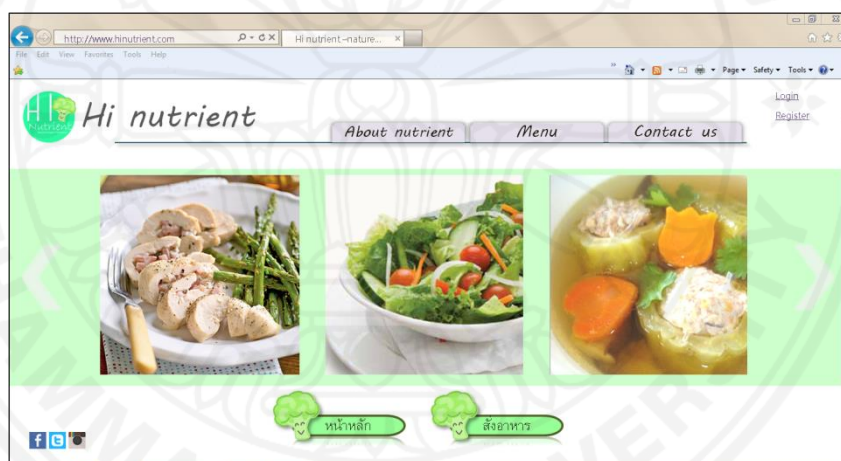 http://www.hinutrient.com
Hi nutrient –nature...
File Edit View Favorites Tools Help
Page Safety Tools
HI
Nutrient
Hi nutrient
About nutrient Menu Contact us
Login
Register
หน้าหลัก สั่งอาหาร